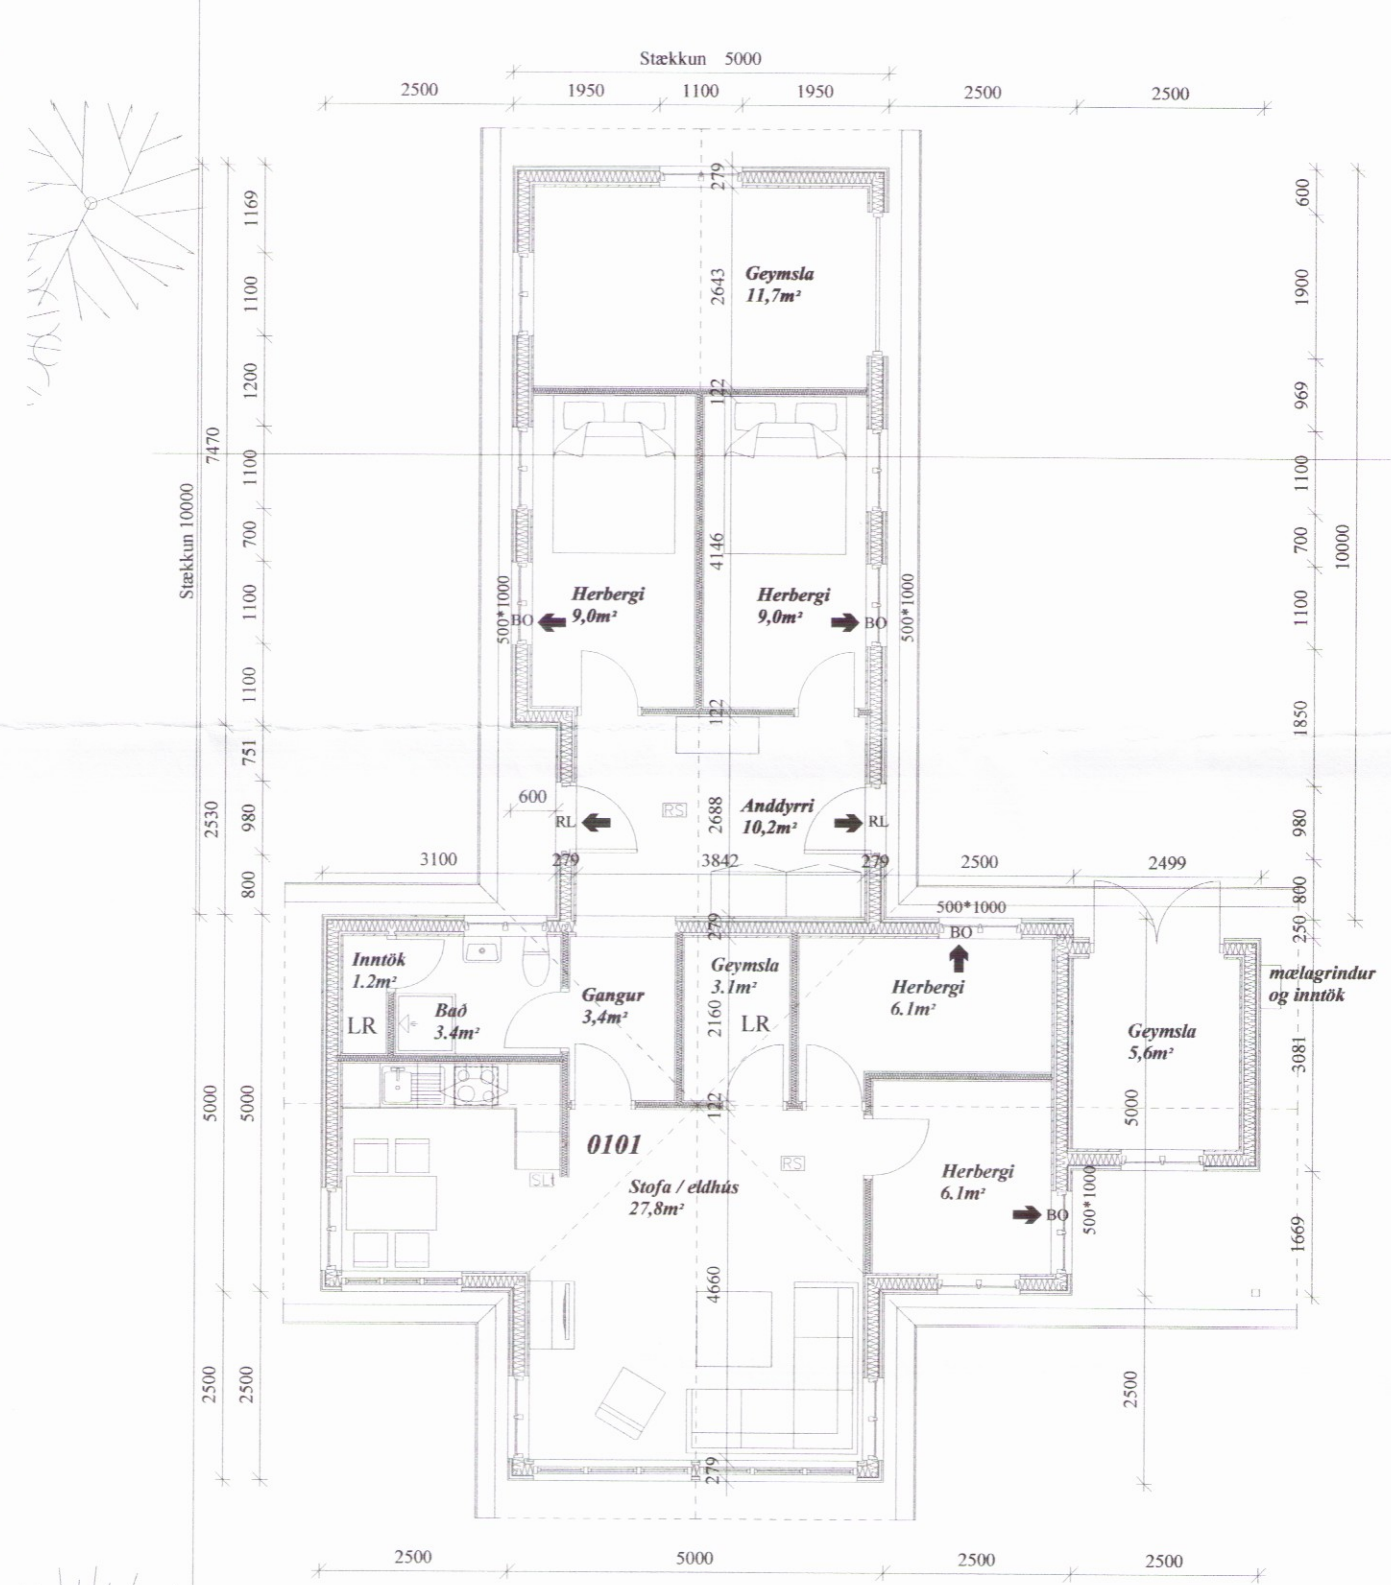 Stækkun 5000
2500 1950 1100 1950 2500 2500
279
1169
600
Geymsla
11,7m²
2643
1100
1900
1200
122
969
7470
1100
1100
Stækkun 10000
700
4146
700
10000
500*1000
Herbergi
9,0m²
BO
Herbergi
9,0m²
BO
500*1000
1100
1100
1100
122
1850
751
600
2530
980
RL
RS
2688
Anddyrri
10,2m²
RL
980
3100 279 3842 279 2500 2499
800
800
500*1000
BO
279
250
Inntök
1.2m²
LR
Bað
3.4m²
Gangur
3,4m²
Geymsla
3.1m²
2160
LR
Herbergi
6.1m²
mælagrindur
og inntök
Geymsla
5,6m²
3081
5000
5000
5000
122
0101
RS
SLt
Stofa / eldhús
27,8m²
Herbergi
6.1m²
BO
500*1000
1669
4660
2500
2500
2500
279
2500 5000 2500 2500